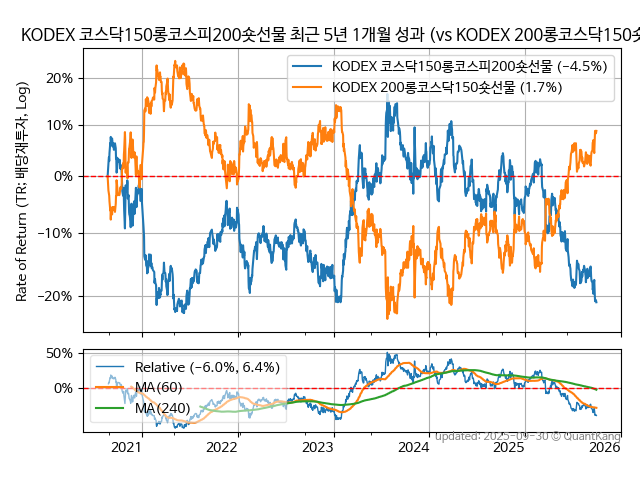 KODEX 코스닥150롱코스피200숏선물 최근 5년 1개월 성과 (vs KODEX 200롱코스닥150숏
Rate of Return (TR: 배당재투자, Log)
KODEX 코스닥150롱코스피200숏선물 (−4.5%)
KODEX 200롱코스닥150숏선물 (1.7%)
20%
10%
0%
−10%
−20%
50%
0%
Relative (−6.0%, 6.4%)
MA(60)
MA(240)
2021 2022 2023 2024 2025 2026
updated: 2025-09-30 © QuantKang